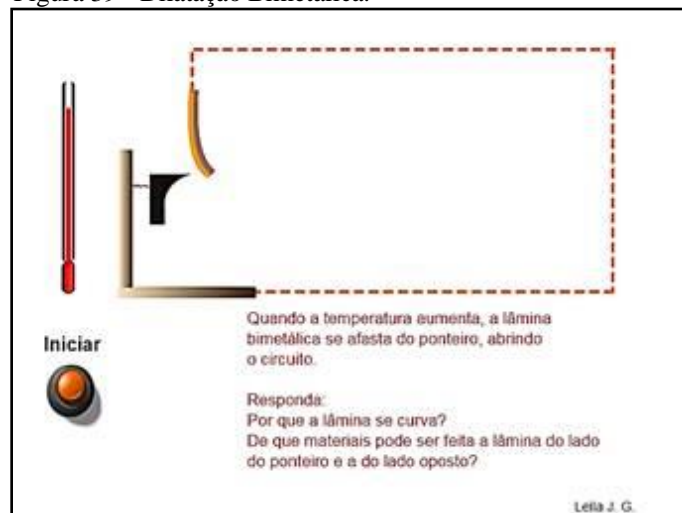 Figura 39 - Dilatação Bimetálica.
Iniciar
Quando a temperatura aumenta, a lâmina
bimetálica se afasta do ponteiro, abrindo
o circuito.
Responda:
Por que a lâmina se curva?
De que materiais pode ser feita a lâmina do lado
do ponteiro e a do lado oposto?
Leila J. G.